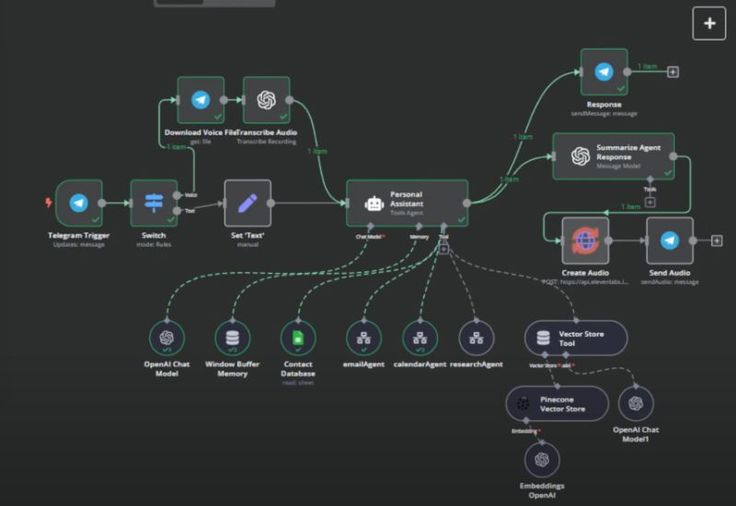 Response
sendMessage: message
1 item
Download Voice File
get: file
Transcribe Audio
Transcribe Recording
1 item
1 item
1 item
Summarize Agent
Response
Message Model
Tools
1 item
1 item
Voice
Text
Telegram Trigger
Updates: message
Switch
mode: Rules
Set 'Text'
manual
Personal
Assistant
Tools Agent
Chat Model *
Memory
Tool
Create Audio
POST: https://api.elevenlabs.i...
Send Audio
sendAudio: message
OpenAI Chat
Model
Window Buffer
Memory
Contact
Database
read: sheet
emailAgent
calendarAgent
researchAgent
Vector Store
Tool
Vector Store *
Pinecone
Vector Store
Embedding *
OpenAI Chat
Model1
Embeddings
OpenAI